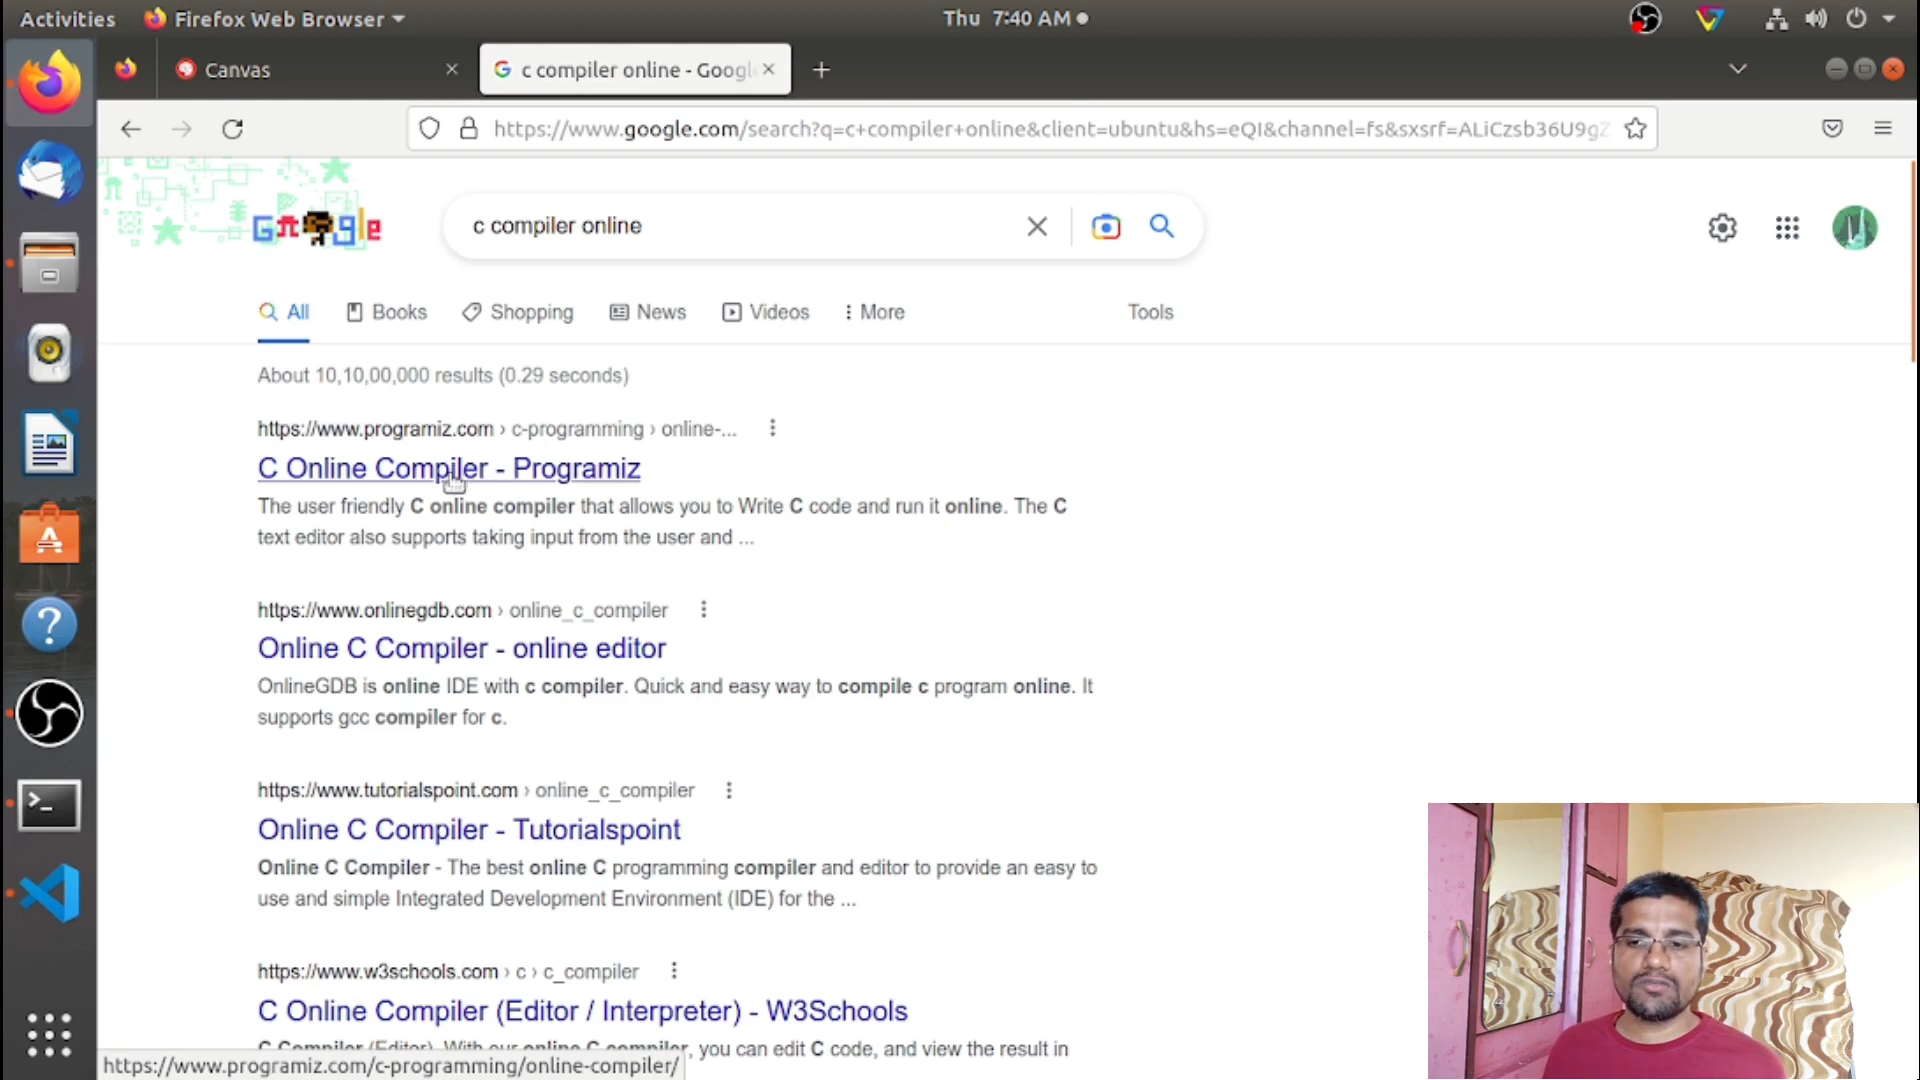 Activities Firefox Web Browser Thu 7:40 AM
Canvas c compiler online - Googl
https://www.google.com/search?q=c+compiler+online&client=ubuntu&hs=eQI&channel=fs&sxsrf=ALiCzsb36U9gZ
c compiler online
All Books Shopping News Videos More Tools
About 10,10,00,000 results (0.29 seconds)
https://www.programiz.com › c-programming › online-...
C Online Compiler - Programiz
The user friendly C online compiler that allows you to Write C code and run it online. The C
text editor also supports taking input from the user and ...
https://www.onlinegdb.com › online_c_compiler
Online C Compiler - online editor
OnlineGDB is online IDE with c compiler. Quick and easy way to compile c program online. It
supports gcc compiler for c.
https://www.tutorialspoint.com › online_c_compiler
Online C Compiler - Tutorialspoint
Online C Compiler - The best online C programming compiler and editor to provide an easy to
use and simple Integrated Development Environment (IDE) for the ...
https://www.w3schools.com › c › c_compiler
C Online Compiler (Editor / Interpreter) - W3Schools
C Compiler (Editor). With our online C compiler, you can edit C code, and view the result in
https://www.programiz.com/c-programming/online-compiler/